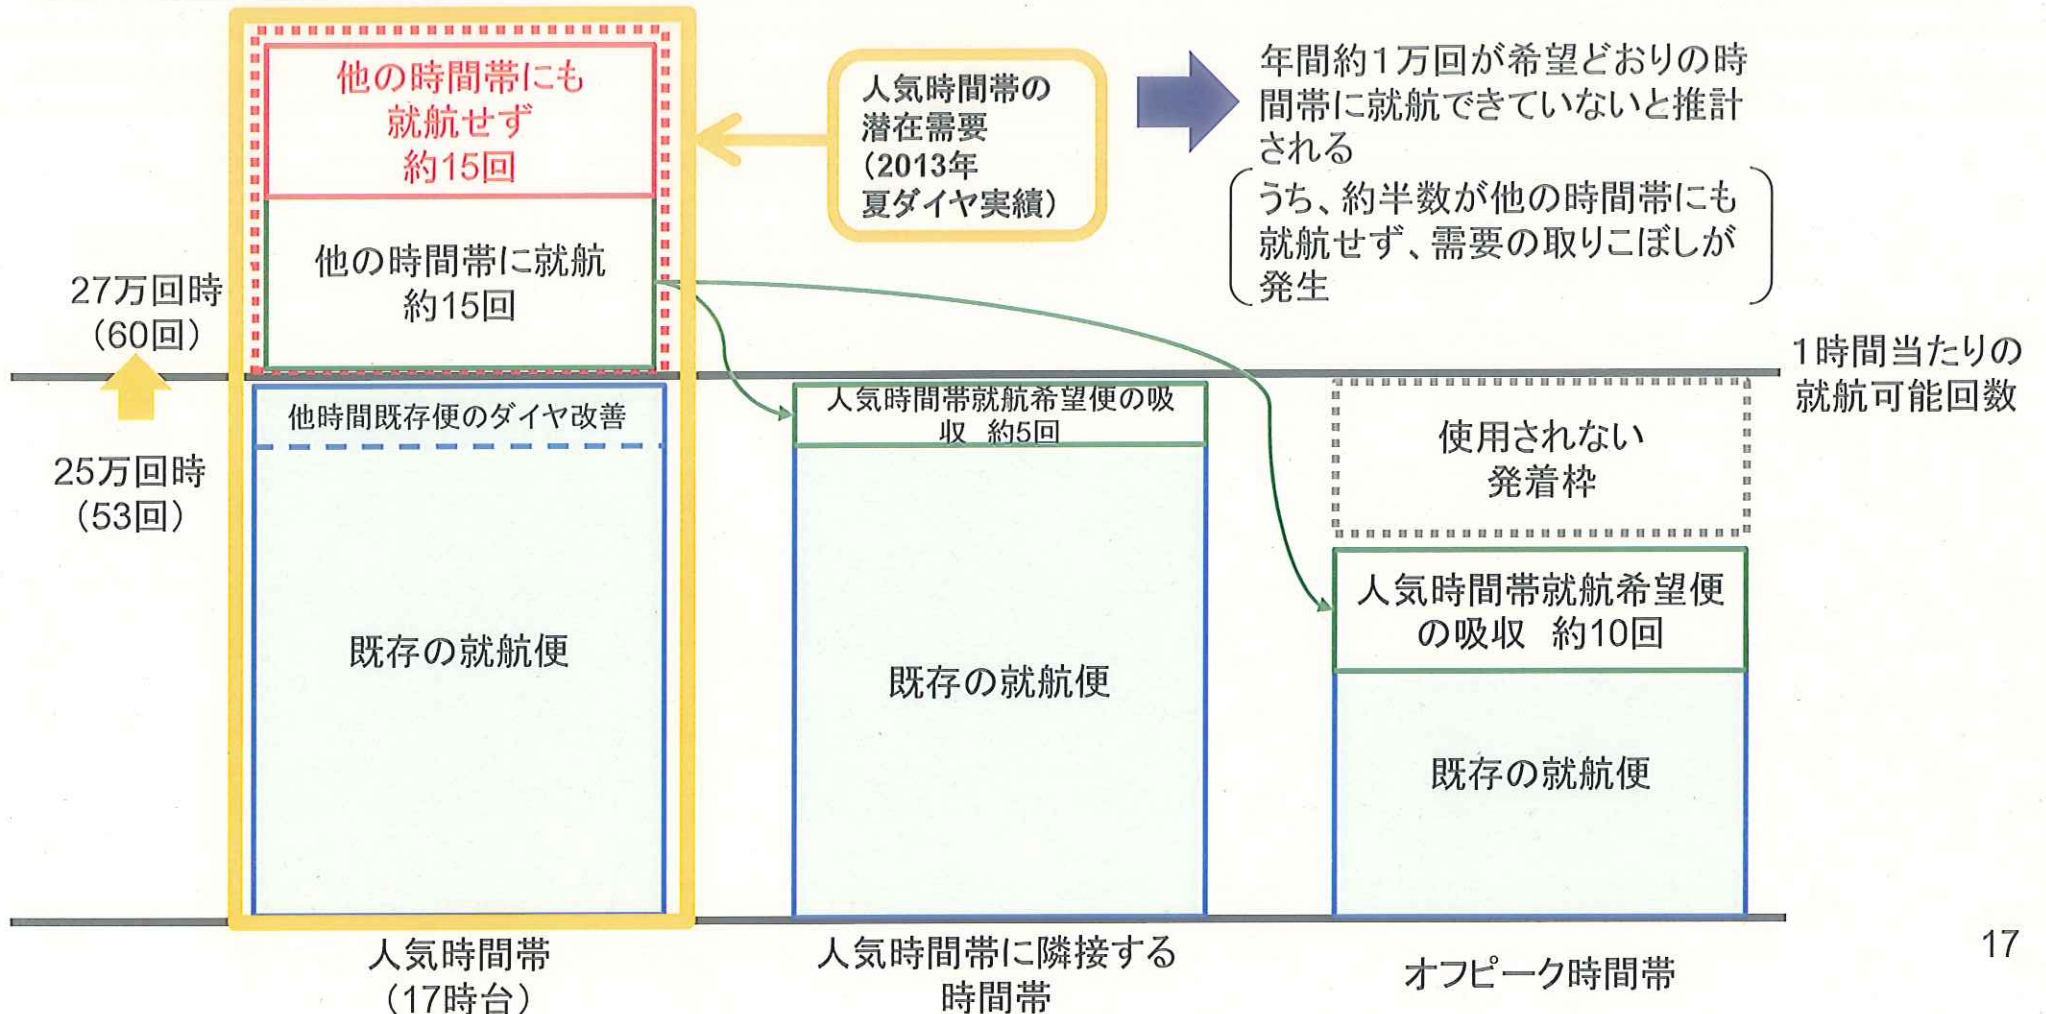 他の時間帯にも
就航せず
約15回
他の時間帯に就航
約15回
人気時間帯の
潜在需要
(2013年
夏ダイヤ実績)
年間約1万回が希望どおりの時
間帯に就航できていないと推計
される
うち、約半数が他の時間帯にも
就航せず、需要の取りこぼしが
発生
27万回時
(60回)
25万回時
(53回)
1時間当たりの
就航可能回数
他時間既存便のダイヤ改善
既存の就航便
人気時間帯就航希望便の吸
収 約5回
既存の就航便
使用されない
発着枠
人気時間帯就航希望便
の吸収 約10回
既存の就航便
人気時間帯
(17時台)
人気時間帯に隣接する
時間帯
オフピーク時間帯
17